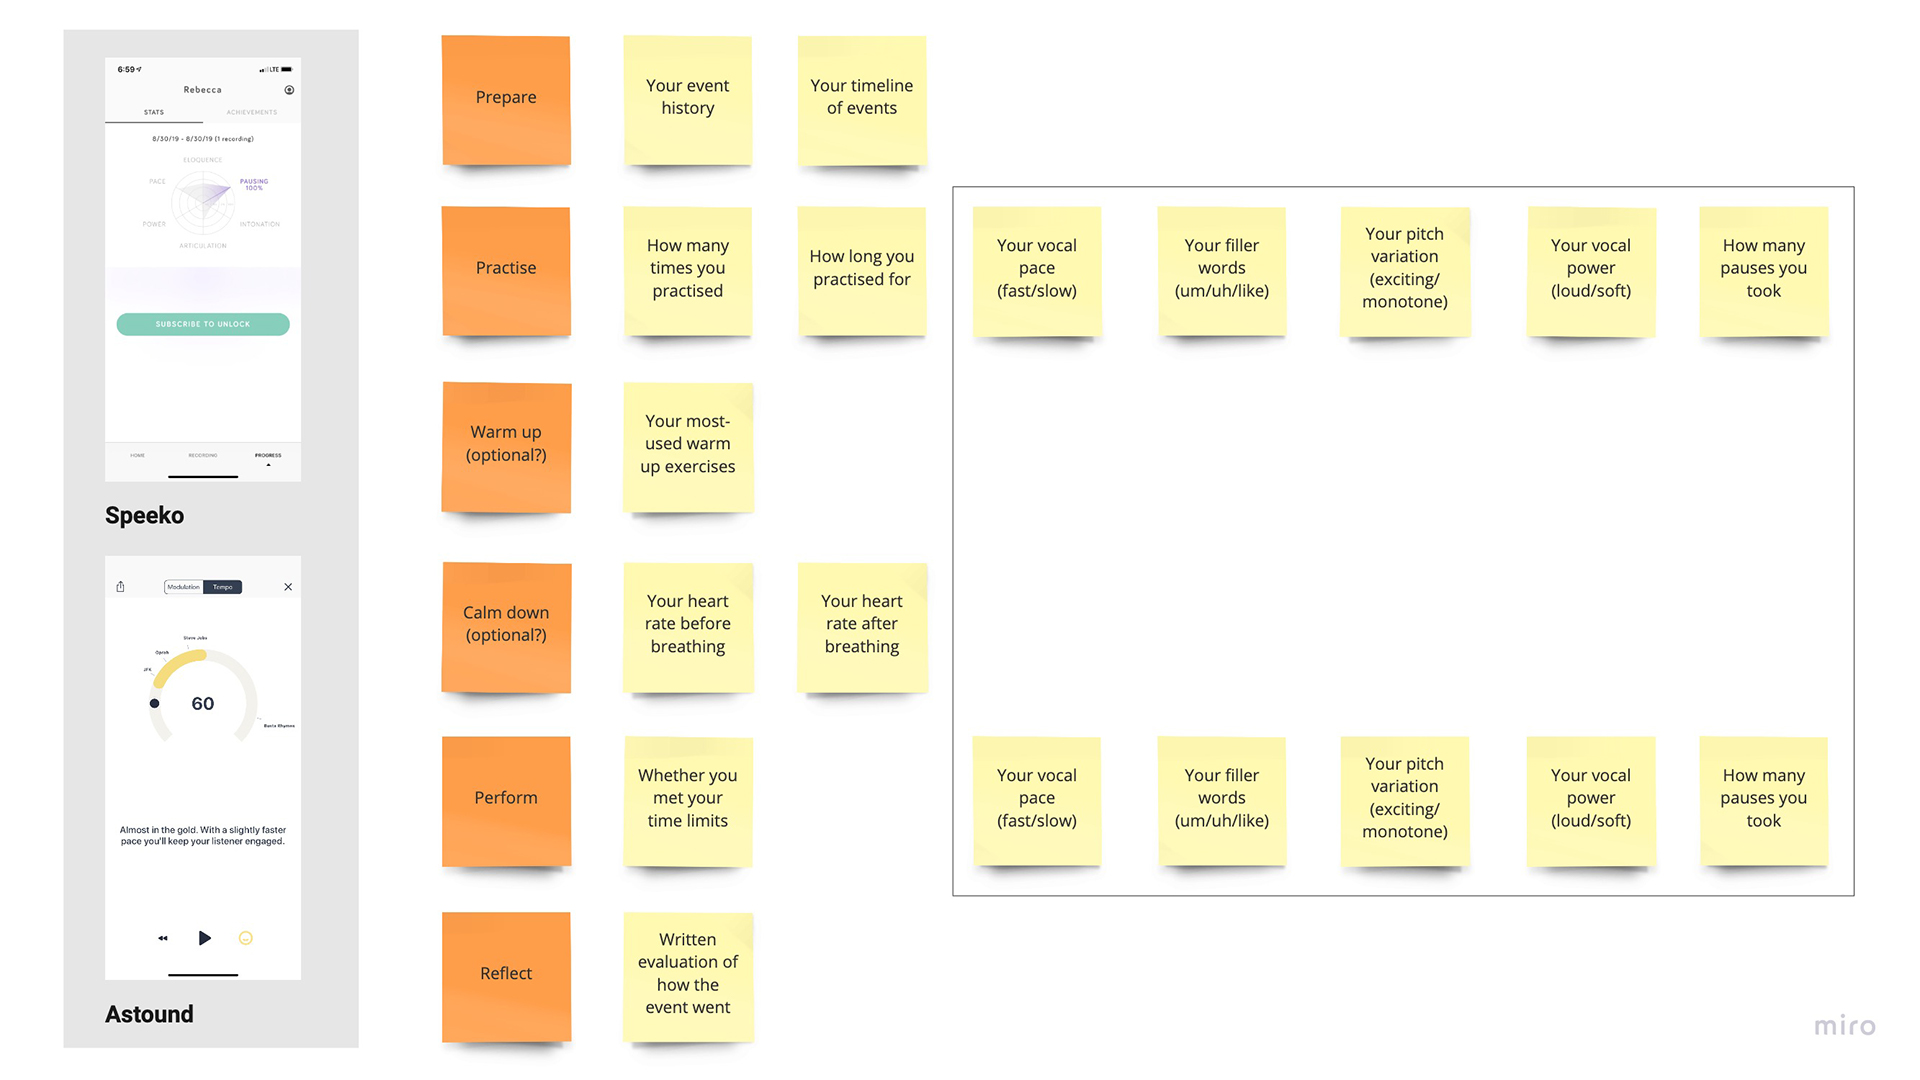 6:59
LTE
Rebecca
STATS
ACHIEVEMENTS
8/30/19 - 8/30/19 (1 recording)
ELOQUENCE
PACE
PAUSING
100%
POWER
INTONATION
ARTICULATION
SUBSCRIBE TO UNLOCK
HOME
RECORDING
PROGRESS
Speeko
Modulation
Tempo
Steve Jobs
Oprah
JFK
60
Busta Rhymes
Almost in the gold. With a slightly faster
pace you'll keep your listener engaged.
Astound
Prepare
Your event
history
Your timeline
of events
Practise
How many
times you
practised
How long you
practised for
Your vocal
pace
(fast/slow)
Your filler
words
(um/uh/like)
Your pitch
variation
(exciting/
monotone)
Your vocal
power
(loud/soft)
How many
pauses you
took
Warm up
(optional?)
Your most-
used warm
up exercises
Calm down
(optional?)
Your heart
rate before
breathing
Your heart
rate after
breathing
Perform
Whether you
met your
time limits
Your vocal
pace
(fast/slow)
Your filler
words
(um/uh/like)
Your pitch
variation
(exciting/
monotone)
Your vocal
power
(loud/soft)
How many
pauses you
took
Reflect
Written
evaluation of
how the
event went
miro